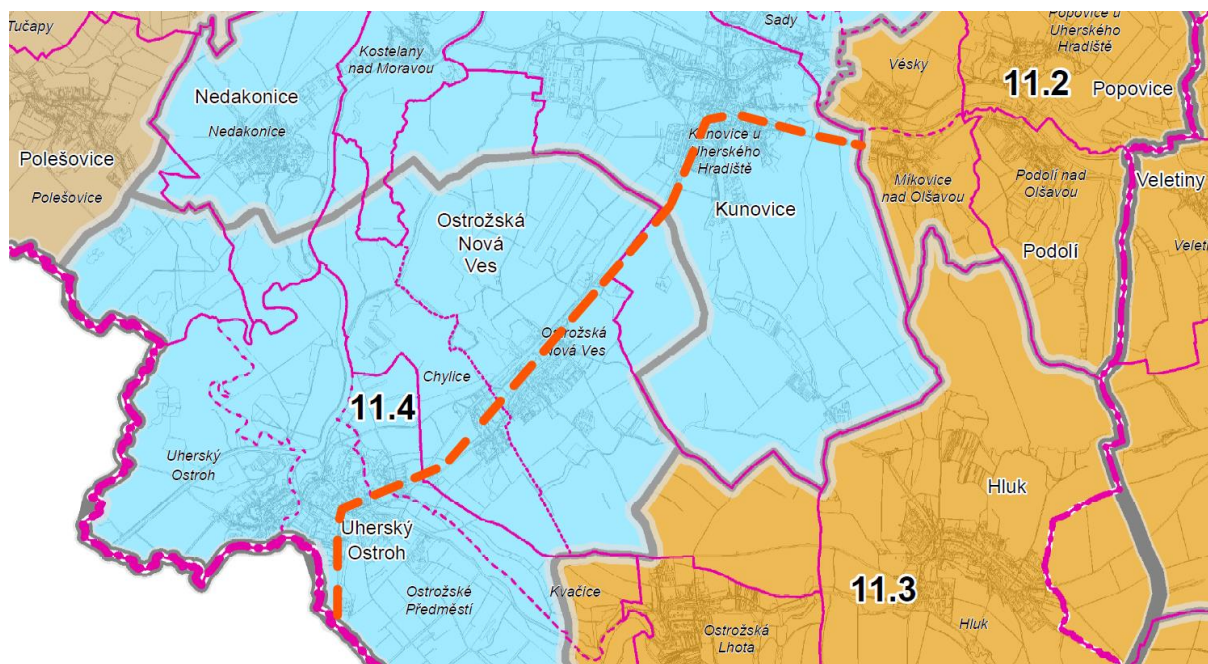 Tučapy
Kostelany
nad Moravou
Sady
Popovice u
Uherského
Hradiště
Vésky
11.2
Popovice
Nedakonice
Nedakonice
Kunovice u
Uherského
Hradiště
Polešovice
Polešovice
Míkovice
nad Olšavou
Podolí nad
Olšavou
Veletiny
Kunovice
Ostrožská
Nová
Ves
Podolí
Ostrožská
Nová Ves
Chylice
11.4
Uherský
Ostroh
Hluk
Uherský
Ostroh
Ostrožské
Předměstí
Kvačice
11.3
Ostrožská
Lhota
Hluk